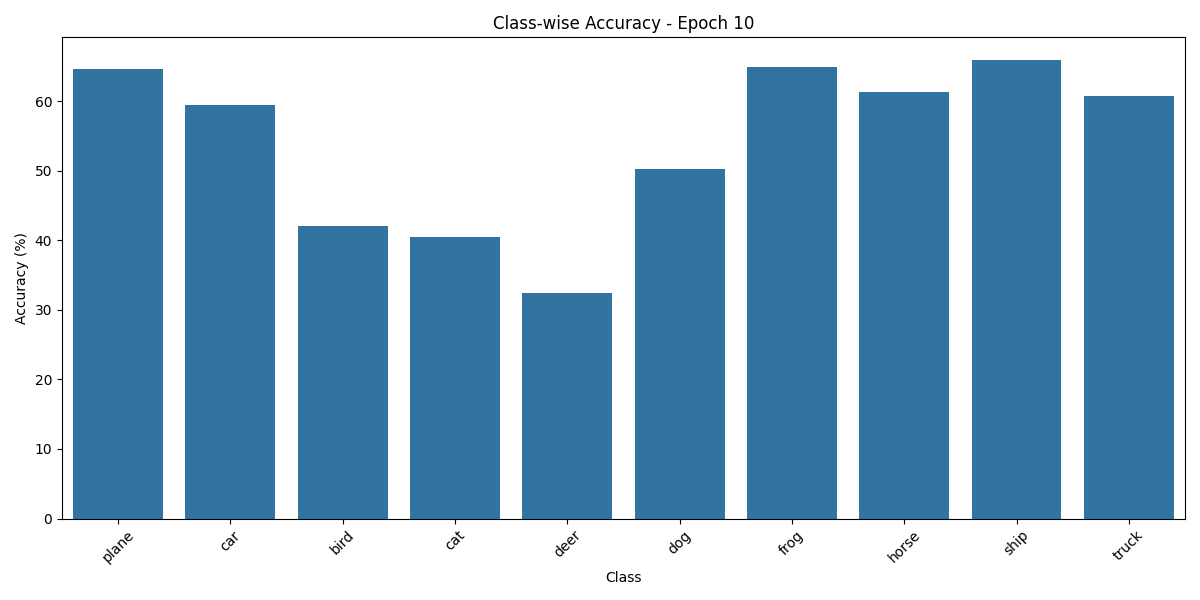 Class-wise Accuracy - Epoch 10
Accuracy (%)
60
50
40
30
20
10
0
plane
car
bird
cat
deer
dog
frog
horse
ship
truck
Class